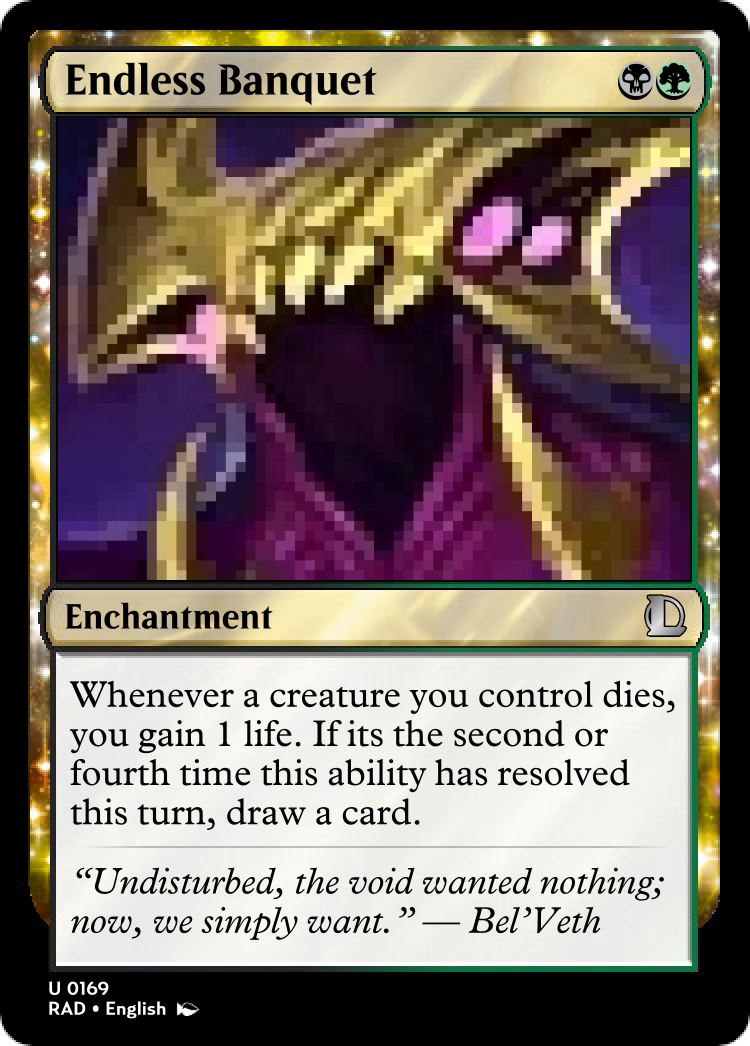 Endless Banquet
Enchantment
Whenever a creature you control dies,
you gain 1 life. If its the second or
fourth time this ability has resolved
this turn, draw a card.
“Undisturbed, the void wanted nothing;
now, we simply want.” — Bel’Veth
U 0169
RAD • English